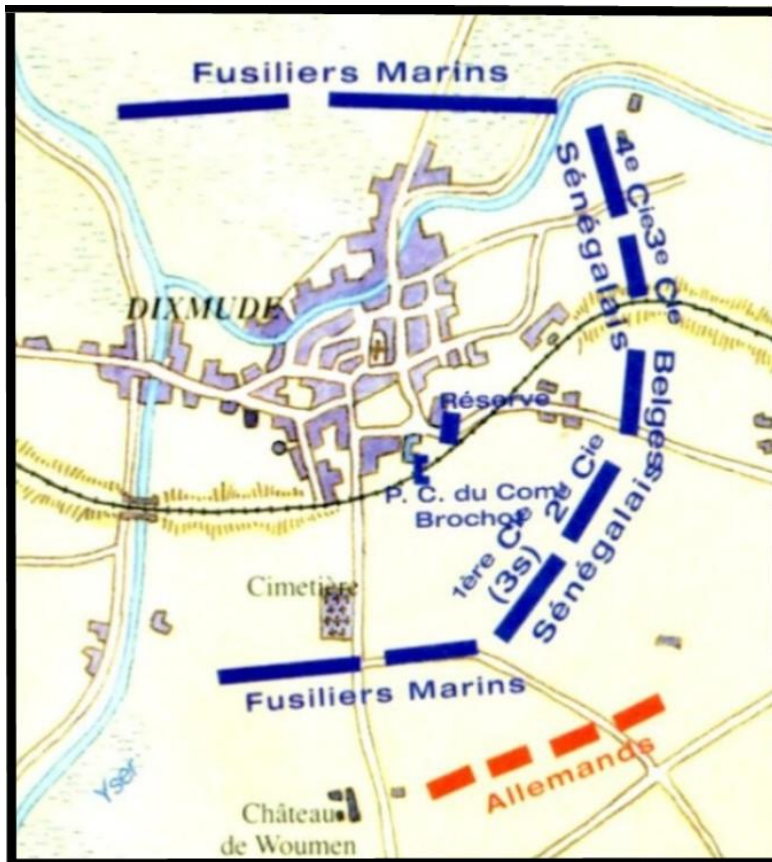 Fusiliers Marins
4e Cie
3e Cie
Sénégalais
DIXMUDE
Belges
Réserve
2e Cie
P. C. du Com
Brochot
1ère Cie
(3s)
Sénégalais
Cimetière
Fusiliers Marins
Allemands
Yser
Château
de Woumen